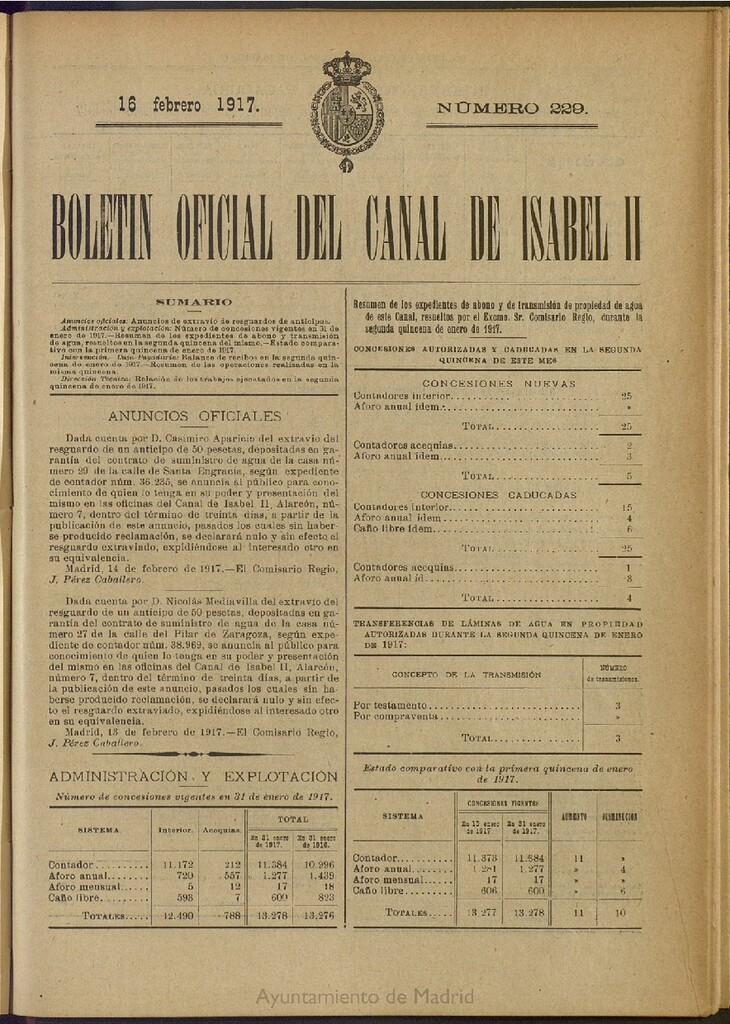 16 febrero 1917.
NÚMERO 229.
BOLETIN OFICIAL DEL CANAL DE ISABEL II
SUMARIO
Anuncios oficiales: Anuncios de extravío de resguardos de anticipos.
Administración y explotación: Número de concesiones vigentes en 31 de
enero de 1917.—Resumen de los expedientes de abono y transmisión
de agua, resueltos en la segunda quincena del mismo.—Estado compara-
tivo con la primera quincena de enero de 1917.
Intervención. Caso-Pagaduría: Balance de recibos en la segunda quin-
cena de enero de 1917.—Resumen de las operaciones realizadas en la
misma quincena.
Dirección Técnica: Relación de los trabajos ejecutados en la segunda
quincena de enero de 1917.
ANUNCIOS OFICIALES
Dada cuenta por D. Casimiro Aparicio del extravío del
resguardo de un anticipo de 50 pesetas, depositadas en ga-
rantía del contrato de suministro de agua de la casa nú-
mero 29 de la calle de Santa Engracia, según expediente
de contador núm. 36 235, se anuncia al público para cono-
cimiento de quien lo tenga en su poder y presentación del
mismo en las oficinas del Canal de Isabel II, Alarcón,
número 7, dentro del término de treinta días, a partir de la
publicación de este anuncio, pasados los cuales sin haber-
se producido reclamación, se declarará nulo y sin efecto el
resguardo extraviado, expidiéndose al interesado otro en
su equivalencia.
Madrid, 14 de febrero de 1917.—El Comisario Regio,
J. Pérez Caballero.
Dada cuenta por D. Nicolás Mediavilla del extravío del
resguardo de un anticipo de 50 pesetas, depositadas en ga-
rantía del contrato de suministro de agua de la casa nú-
mero 27 de la calle del Pilar de Zaragoza, según expe-
diente de contador núm. 38.969, se anuncia al público para
conocimiento de quien lo tenga en su poder y presentación
del mismo en las oficinas del Canal de Isabel II, Alarcón,
número 7, dentro del término de treinta días, a partir de
la publicación de este anuncio, pasados los cuales sin ha-
berse producido reclamación, se declarará nulo y sin efec-
to el resguardo extraviado, expidiéndose al interesado otro
en su equivalencia.
Madrid, 13 de febrero de 1917.—El Comisario Regio,
J. Pérez Caballero.
ADMINISTRACIÓN Y EXPLOTACIÓN
Número de concesiones vigentes en 31 de enero de 1917.
SISTEMA Interior. Acequias. TOTAL
En 31 enero de 1917. En 31 enero de 1916.
Contador......... 11.172 212 11.384 10.996
Aforo anual....... 720 557 1.277 1.439
Aforo mensual..... 5 12 17 18
Caño libre........ 593 7 600 823
TOTALES..... 12.490 788 13.278 13.276
Resumen de los expedientes de abono y de transmisión de propiedad de agua
de este Canal, resueltos por el Excmo. Sr. Comisario Regio, durante la
segunda quincena de enero de 1917.
CONCESIONES AUTORIZADAS Y CADUCADAS EN LA SEGUNDA
QUINCENA DE ESTE MES
CONCESIONES NUEVAS
Contadores interior............ 25
Aforo anual ídem............ »
TOTAL............ 25
Contadores acequias............ 2
Aforo anual ídem............ 3
TOTAL............ 5
CONCESIONES CADUCADAS
Contadores interior............ 15
Aforo anual ídem............ 4
Caño libre ídem............ 6
TOTAL............ 25
Contadores acequias............ 1
Aforo anual íd............ 3
TOTAL............ 4
TRANSFERENCIAS DE LÁMINAS DE AGUA EN PROPIEDAD
AUTORIZADAS DURANTE LA SEGUNDA QUINCENA DE ENERO
DE 1917:
CONCEPTO DE LA TRANSMISIÓN NÚMERO de transmisiones.
Por testamento............ 3
Por compraventa............ »
TOTAL............ 3
Estado comparativo con la primera quincena de enero
de 1917.
SISTEMA CONCESIONES VIGENTES AUMENTO DISMINUCIÓN
En 15 enero de 1917 En 31 enero de 1917.
Contador......... 11.373 11.384 11 »
Aforo anual....... 1.281 1.277 » 4
Aforo mensual..... 17 17 » »
Caño libre........ 606 600 » 6
TOTALES..... 13 277 13.278 11 10
Ayuntamiento de Madrid